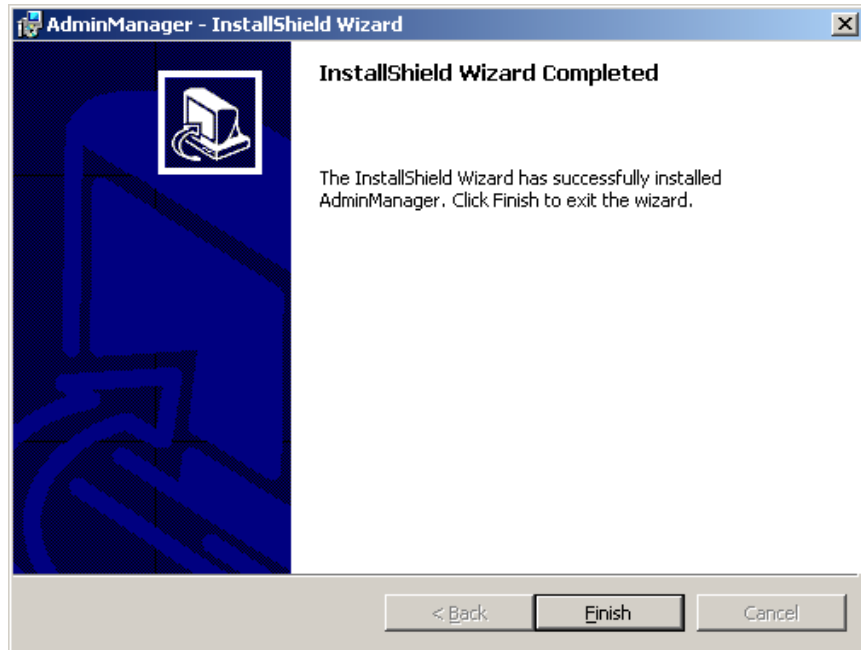 AdminManager - InstallShield Wizard
InstallShield Wizard Completed
The InstallShield Wizard has successfully installed
AdminManager. Click Finish to exit the wizard.
< Back
Finish
Cancel